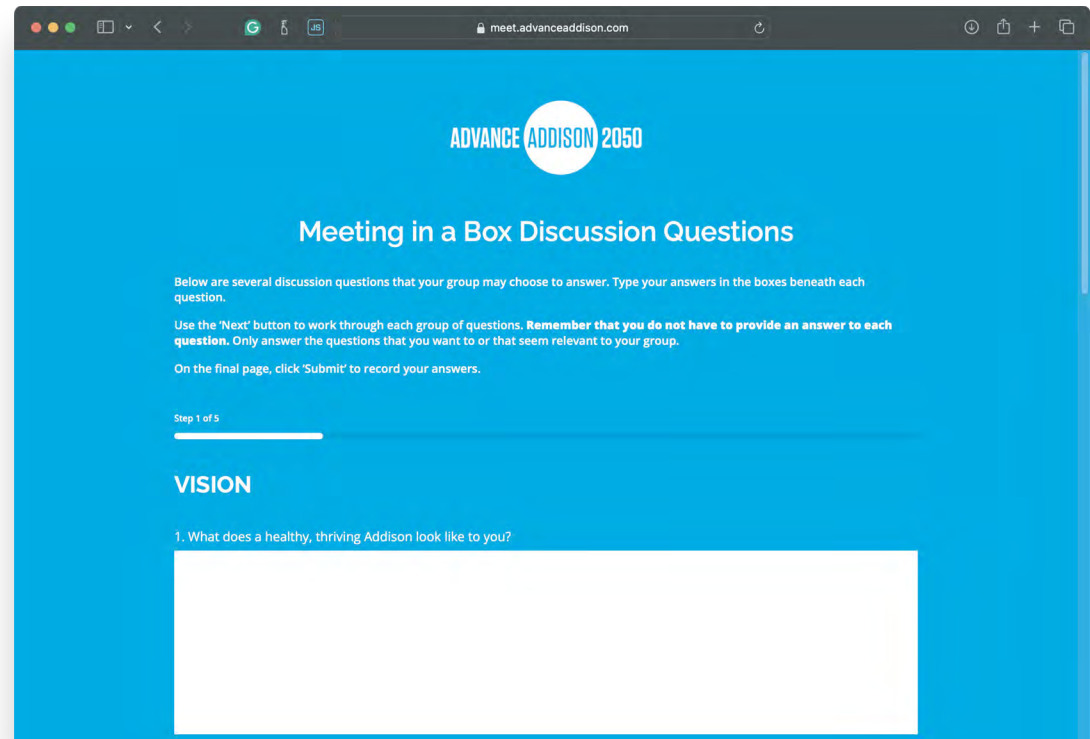 JS
meet.advanceaddison.com
ADVANCE ADDISON 2050
Meeting in a Box Discussion Questions
Below are several discussion questions that your group may choose to answer. Type your answers in the boxes beneath each
question.
Use the ‘Next’ button to work through each group of questions. Remember that you do not have to provide an answer to each
question. Only answer the questions that you want to or that seem relevant to your group.
On the final page, click ‘Submit’ to record your answers.
Step 1 of 5
VISION
1. What does a healthy, thriving Addison look like to you?